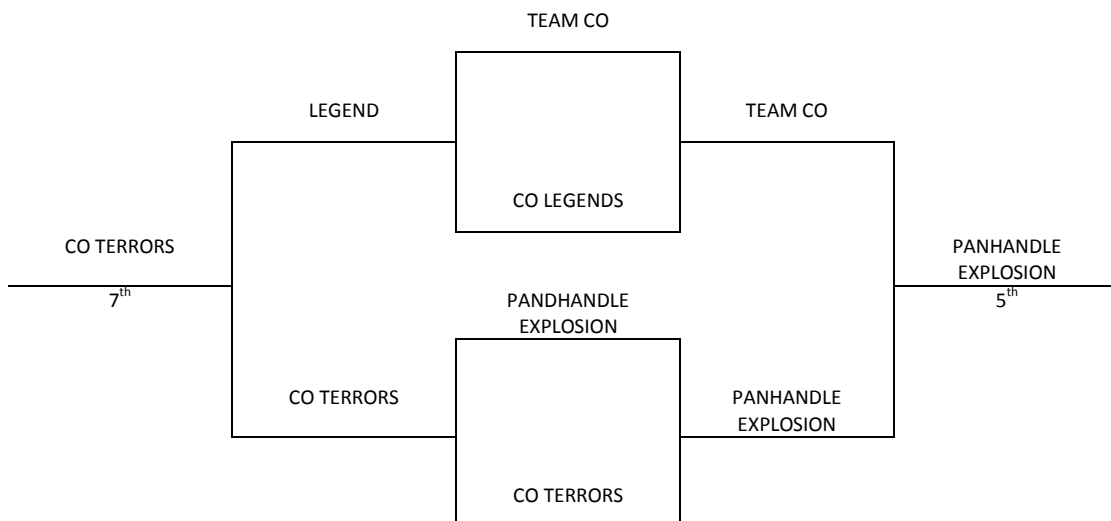 TEAM CO
LEGEND
TEAM CO
CO LEGENDS
CO TERRORS
PANHANDLE
EXPLOSION
7th
5th
PANDHANDLE
EXPLOSION
CO TERRORS
PANHANDLE
EXPLOSION
CO TERRORS